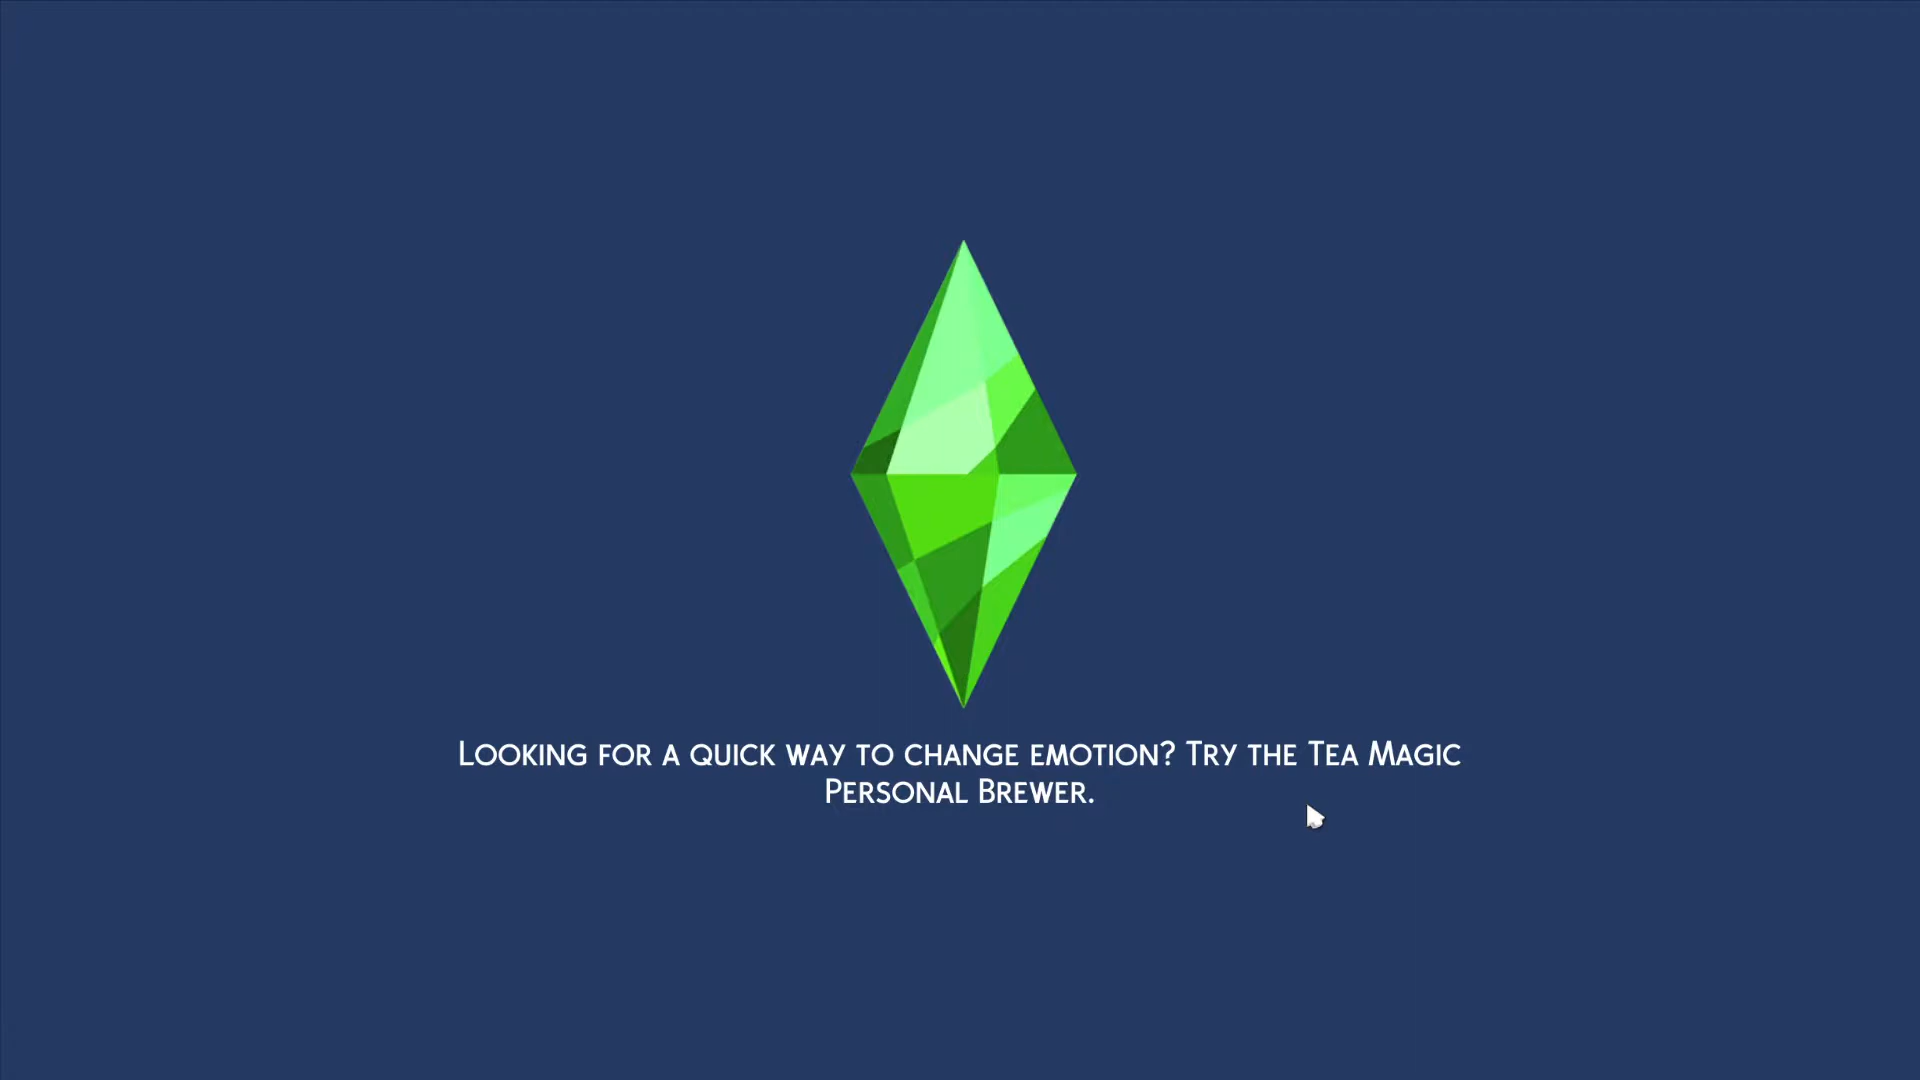 Looking for a quick way to change emotion? Try the Tea Magic
Personal Brewer.